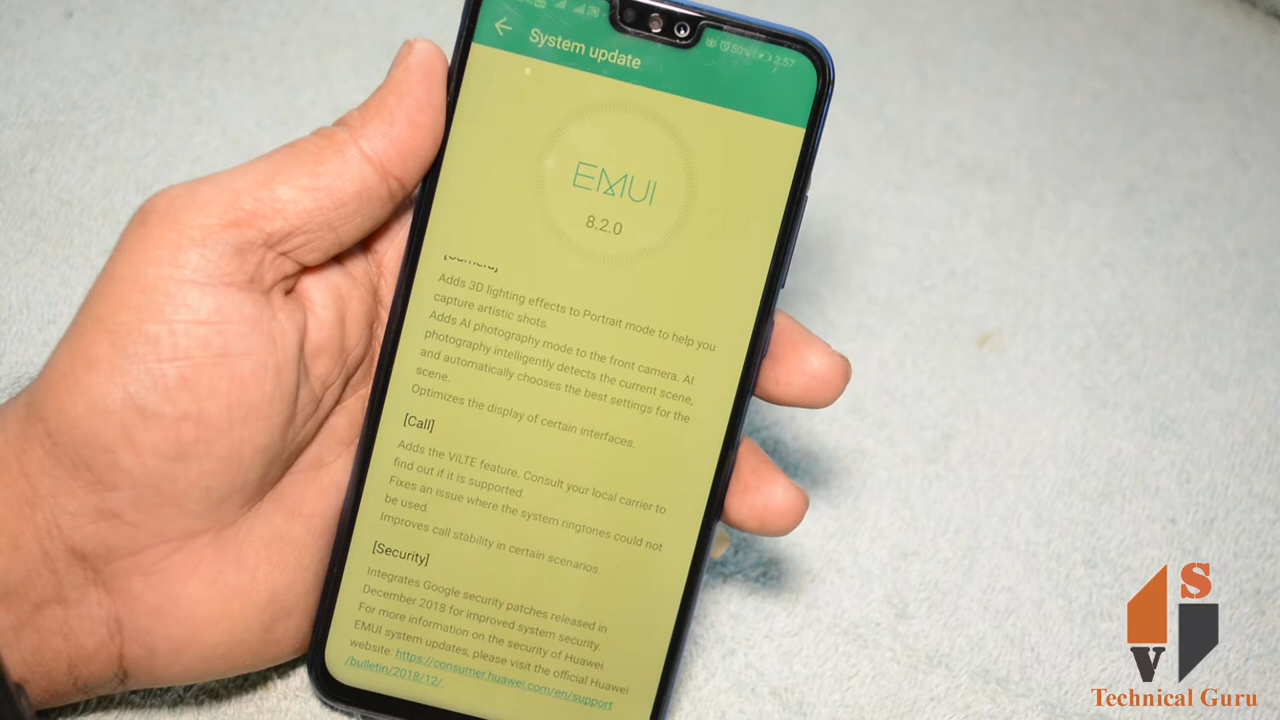 System update
50%
3:57
EMUI
8.2.0
[Camera]
Adds 3D lighting effects to Portrait mode to help you
capture artistic shots.
Adds AI photography mode to the front camera. AI
photography intelligently detects the current scene,
and automatically chooses the best settings for the
scene.
Optimizes the display of certain interfaces.
[Call]
Adds the ViLTE feature. Consult your local carrier to
find out if it is supported.
Fixes an issue where the system ringtones could not
be used.
Improves call stability in certain scenarios.
[Security]
Integrates Google security patches released in
December 2018 for improved system security.
For more information on the security of Huawei
EMUI system updates, please visit the official Huawei
website: https://consumer.huawei.com/en/support
/bulletin/2018/12/.
S
V
Technical Guru